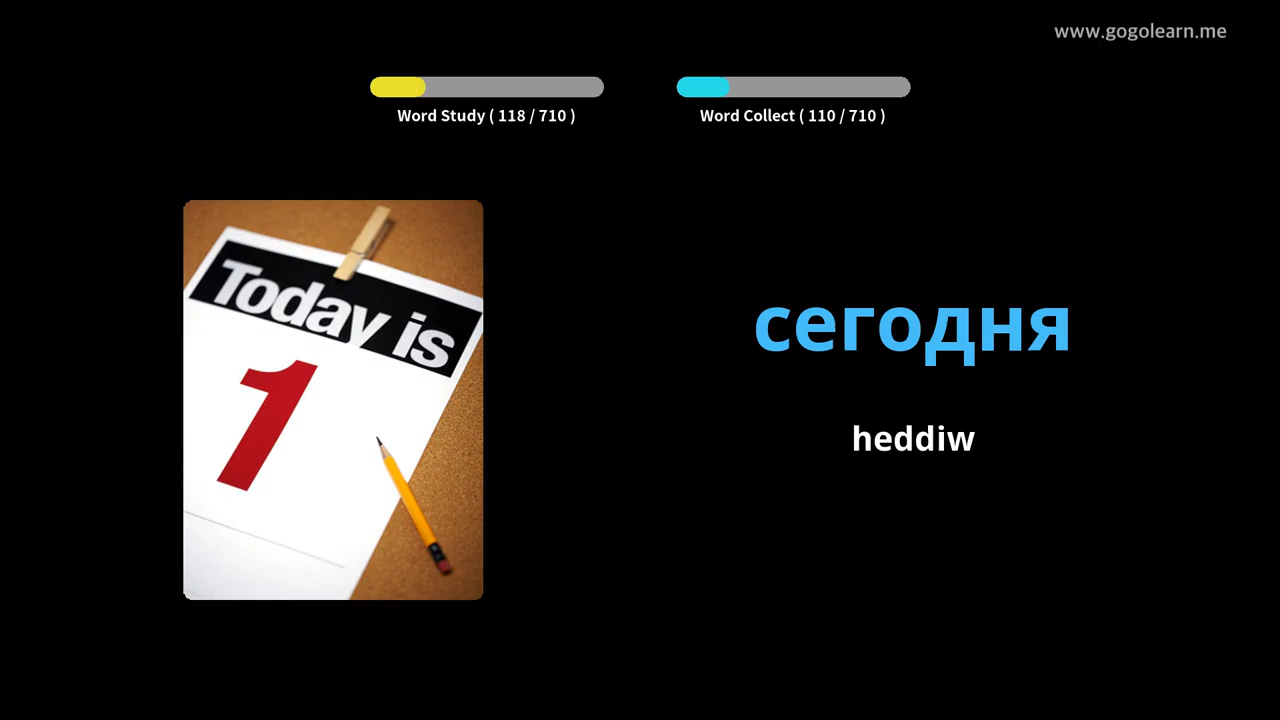 www.gogolearn.me
Word Study ( 118 / 710 )
Word Collect ( 110 / 710 )
Today is
1
сегодня
heddiw